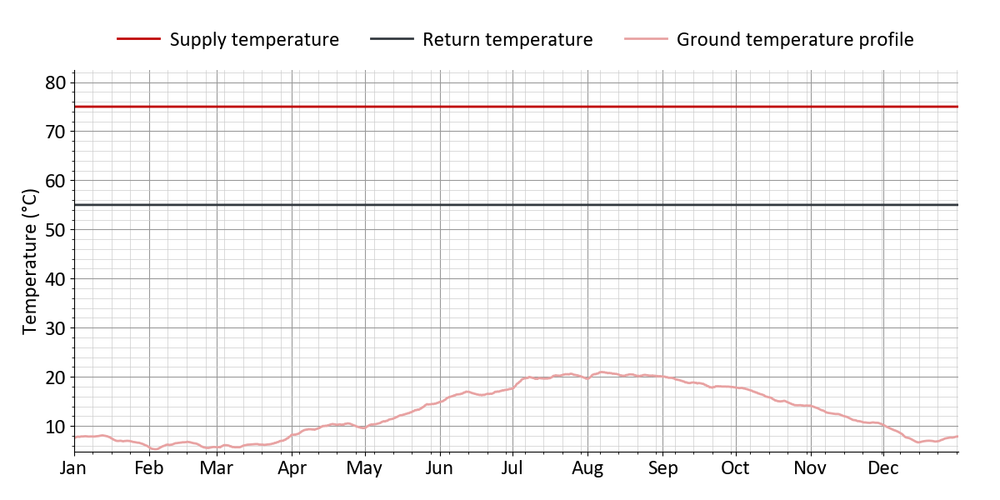 Supply temperature Return temperature Ground temperature profile
Temperature (°C)
80
70
60
50
40
30
20
10
Jan Feb Mar Apr May Jun Jul Aug Sep Oct Nov Dec